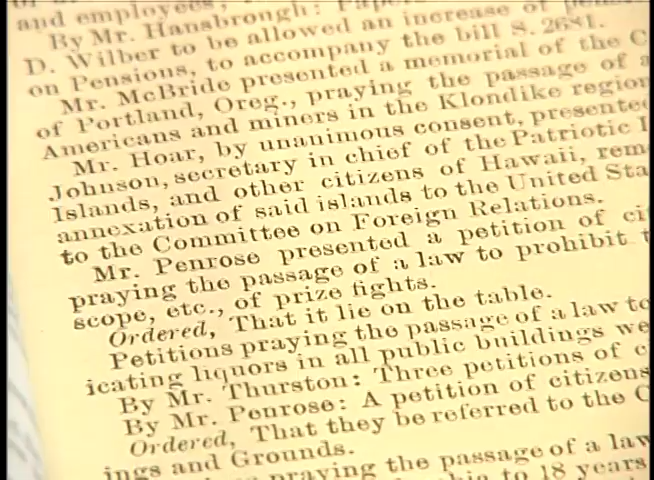 and employees; Papers
By Mr. Hansbrough:
D. Wilber to be allowed an increase of
on Pensions, to accompany the bill S. 2681.
Mr. McBride presented a memorial of the C
of Portland, Oreg., praying the passage of a
Americans and miners in the Klondike region
Mr. Hoar, by unanimous consent, presented
Johnson, secretary in chief of the Patriotic
Islands, and other citizens of Hawaii, rem
annexation of said islands to the United Sta
to the Committee on Foreign Relations.
Mr. Penrose presented a petition of ci
praying the passage of a law to prohibit t
scope, etc., of prize fights.
Ordered, That it lie on the table.
Petitions praying the passage of a law to
icating liquors in all public buildings we
By Mr. Thurston: Three petitions of c
By Mr. Penrose: A petition of citizens
Ordered, That they be referred to the C
ings and Grounds.
praying the passage of a law
to 18 years